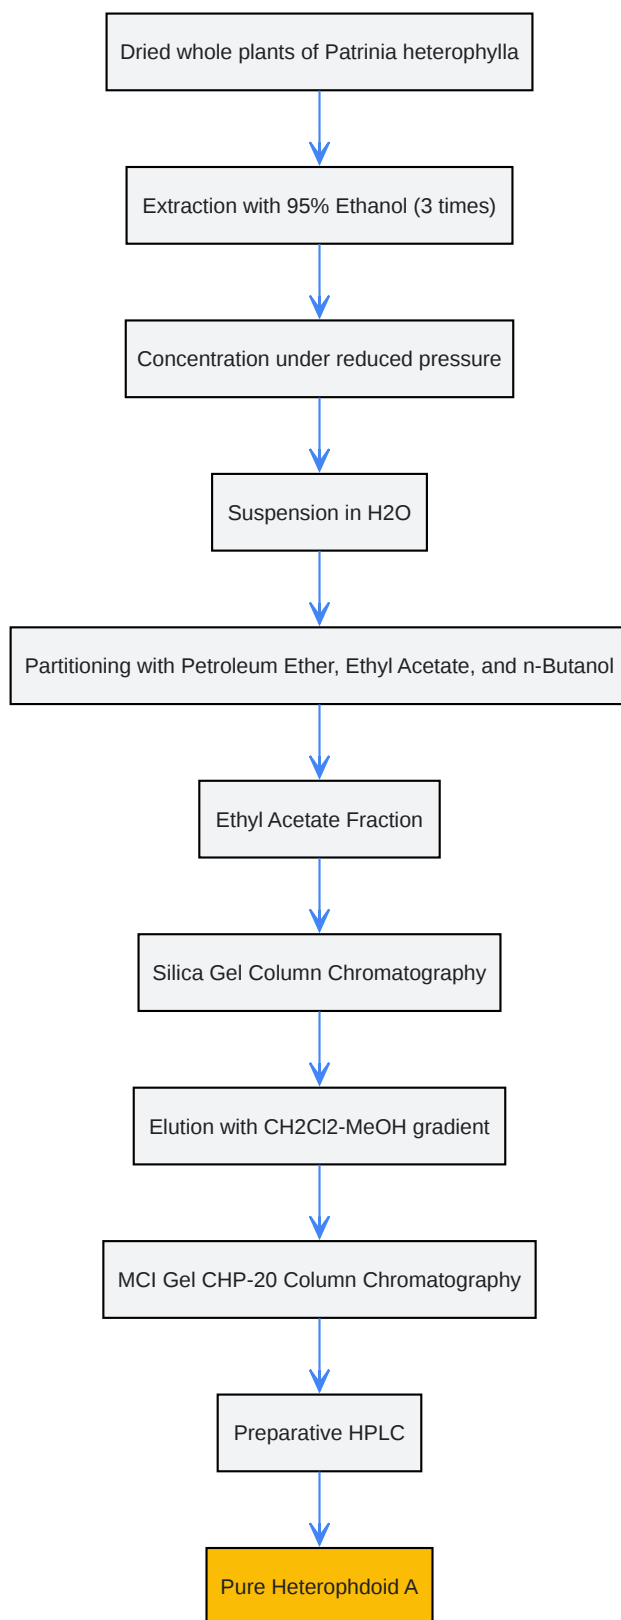 Dried whole plants of Patrinia heterophylla
Extraction with 95% Ethanol (3 times)
Concentration under reduced pressure
Suspension in H2O
Partitioning with Petroleum Ether, Ethyl Acetate, and n-Butanol
Ethyl Acetate Fraction
Silica Gel Column Chromatography
Elution with CH2Cl2-MeOH gradient
MCI Gel CHP-20 Column Chromatography
Preparative HPLC
Pure Heterophdoid A